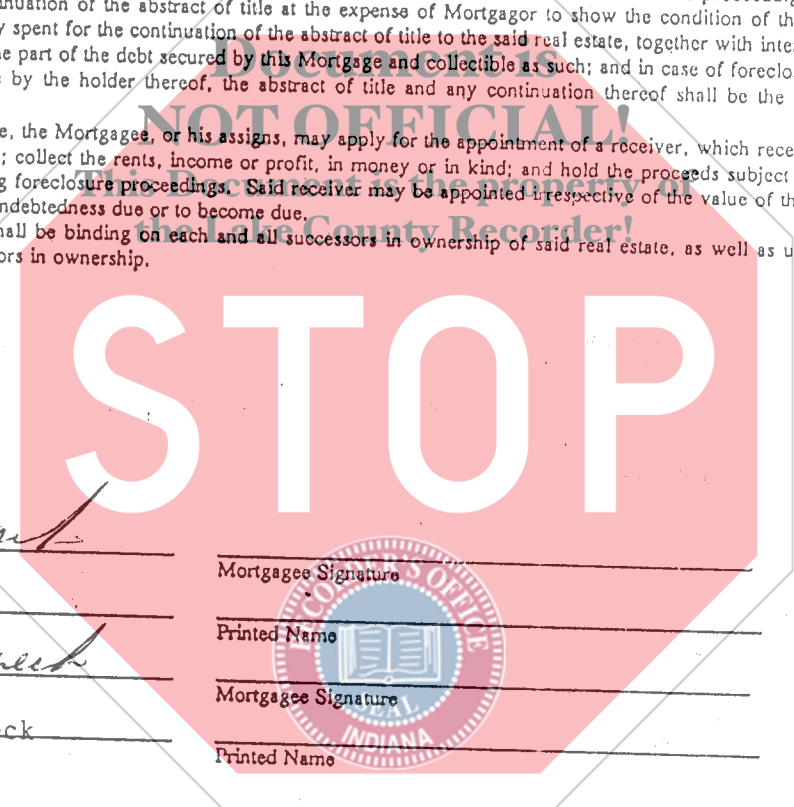 nuation of the abstract of title at the expense of Mortgagor to show the condition of th
y spent for the continuation of the abstract of title to the said real estate, together with inte
e part of the debt secured by this Mortgage and collectible as such; and in case of foreclo
by the holder thereof, the abstract of title and any continuation thereof shall be the
e, the Mortgagee, or his assigns, may apply for the appointment of a receiver, which rece
; collect the rents, income or profit, in money or in kind; and hold the proceeds subject
g foreclosure proceedings. Said receiver may be appointed irrespective of the value of th
ndebtedness due or to become due.
hall be binding on each and all successors in ownership of said real estate, as well as u
ors in ownership.
Document is
NOT OFFICIAL!
This Document is the property of
the Lake County Recorder!
STOP
Mortgagee Signature
Printed Name
Mortgagee Signature
ck
Printed Name
RECORDER'S OFFICE
SEAL
INDIANA